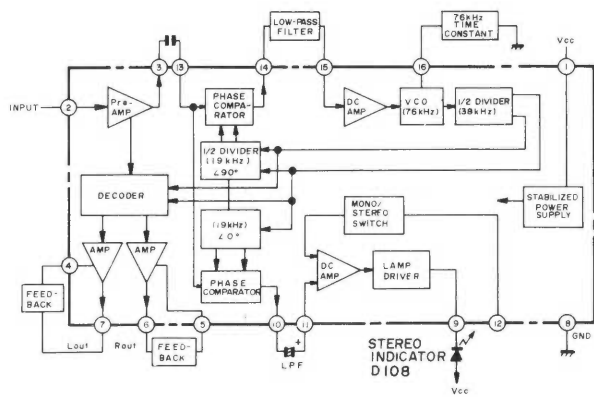 LOW-PASS
FILTER
76kHz
TIME
CONSTANT
Vcc
3
13
14
15
16
1
INPUT
2
Pre-
AMP
PHASE
COMPA-
RATOR
DC
AMP
VCO
(76kHz)
1/2 DIVIDER
(38kHz)
1/2 DIVIDER
(19kHz)
∠90°
DECODER
MONO/
STEREO
SWITCH
STABILIZED
POWER
SUPPLY
(19kHz)
∠0°
4
AMP
AMP
DC
AMP
LAMP
DRIVER
FEED-
BACK
PHASE
COMPARATOR
7
6
5
10
11
9
12
8
Lout
Rout
FEED-
BACK
+
LPF
STEREO
INDICATOR
D108
GND
Vcc